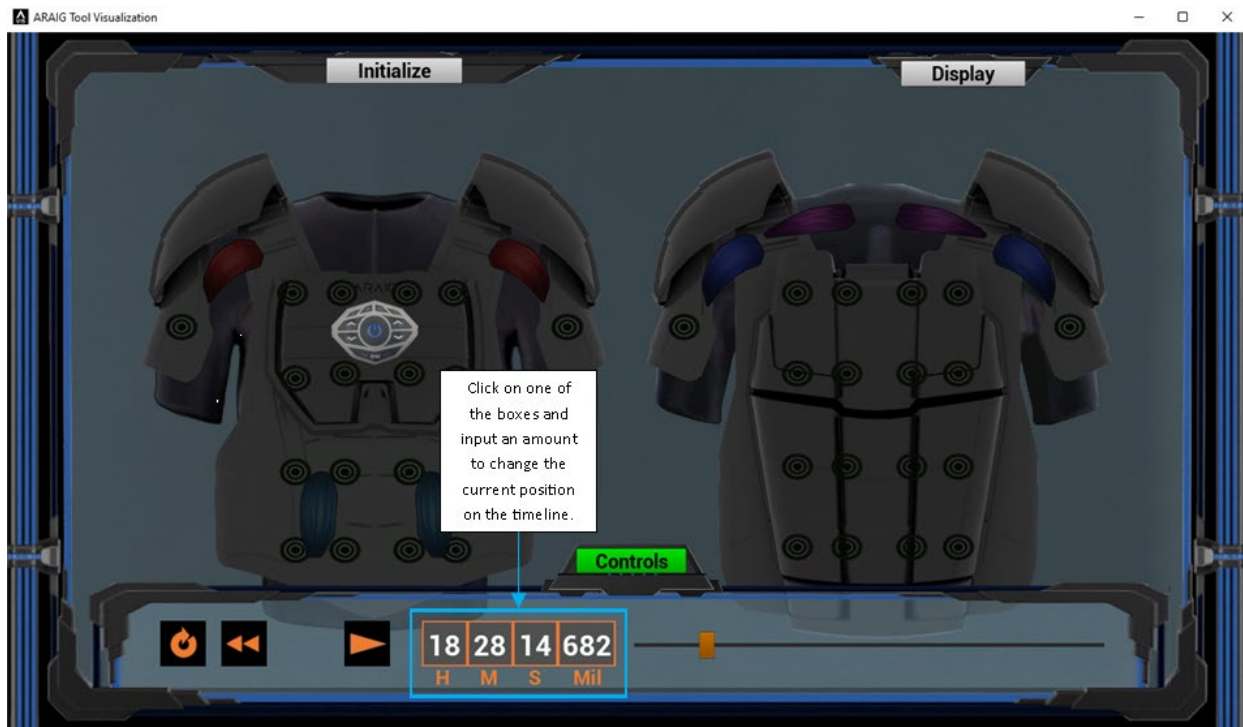 ARAIG Tool Visualization
Initialize
Display
ARAIG
Click on one of
the boxes and
input an amount
to change the
current position
on the timeline.
Controls
18 28 14 682
H M S Mil